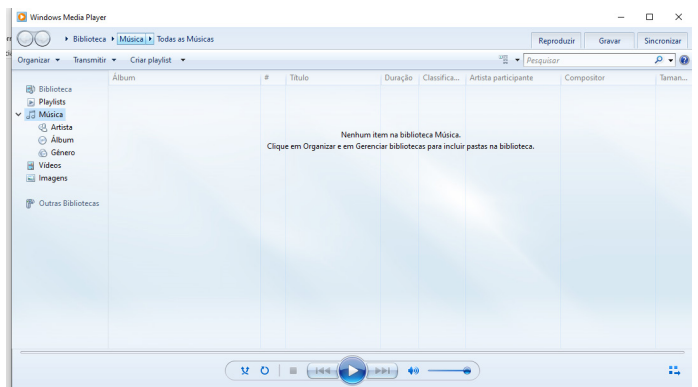 Windows Media Player
Biblioteca Música Todas as Músicas
Reproduzir Gravar Sincronizar
Organizar Transmitir Criar playlist
Pesquisar
Álbum # Título Duração Classifica... Artista participante Compositor Taman...
Biblioteca
Playlists
Música
Artista
Álbum
Gênero
Vídeos
Imagens
Outras Bibliotecas
Nenhum item na biblioteca Música.
Clique em Organizar e em Gerenciar bibliotecas para incluir pastas na biblioteca.